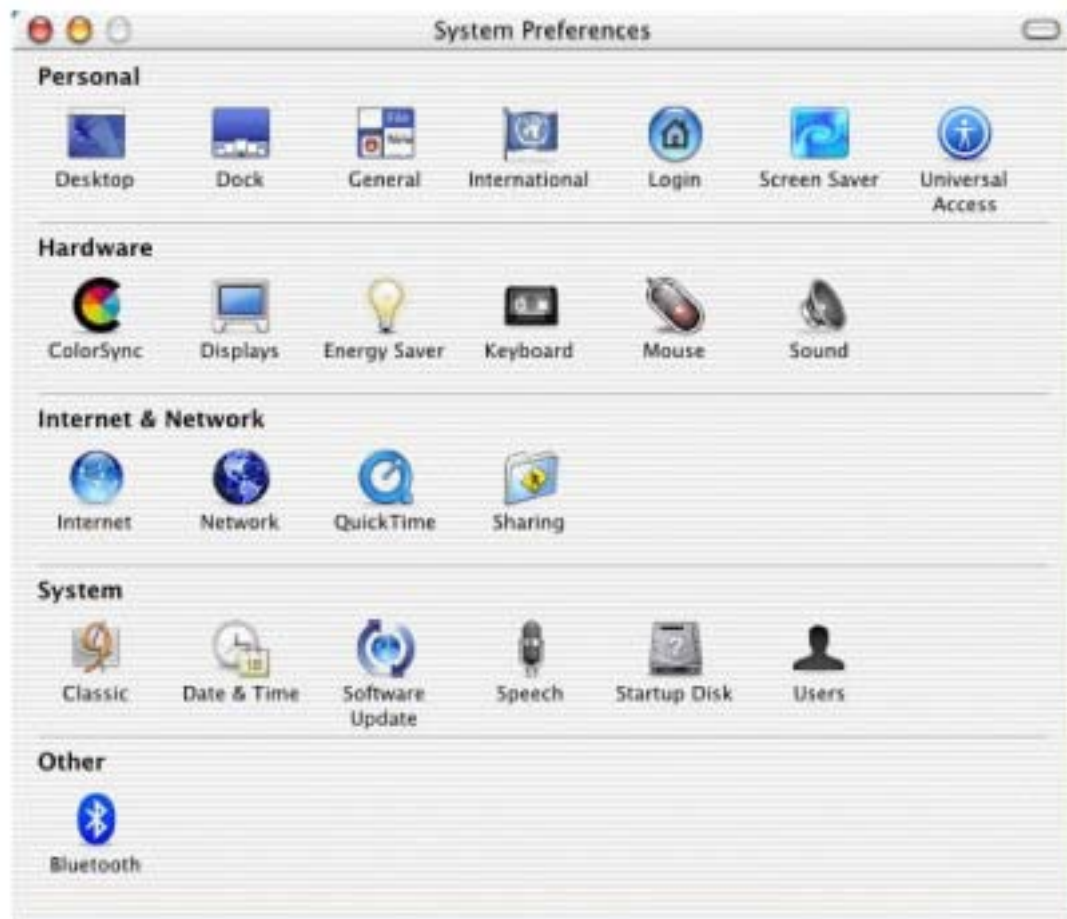 System Preferences
Personal
Desktop Dock General International Login Screen Saver Universal
Access
Hardware
ColorSync Displays Energy Saver Keyboard Mouse Sound
Internet & Network
Internet Network QuickTime Sharing
System
Classic Date & Time Software Speech Startup Disk Users
Update
Other
Bluetooth